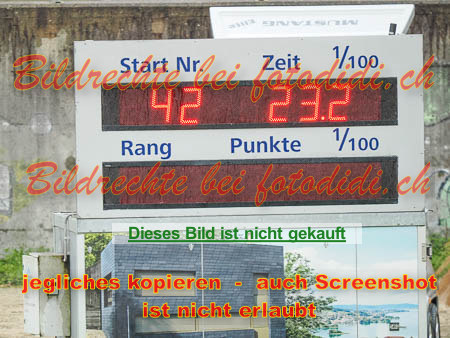 MUSTANG
Start Nr. Zeit 1/100
Bildrechte bei fotodidi.ch
42 23.2
Rang Punkte 1/100
Bildrechte bei fotodidi.ch
Dieses Bild ist nicht gekauft
jegliches kopieren - auch Screenshot
ist nicht erlaubt